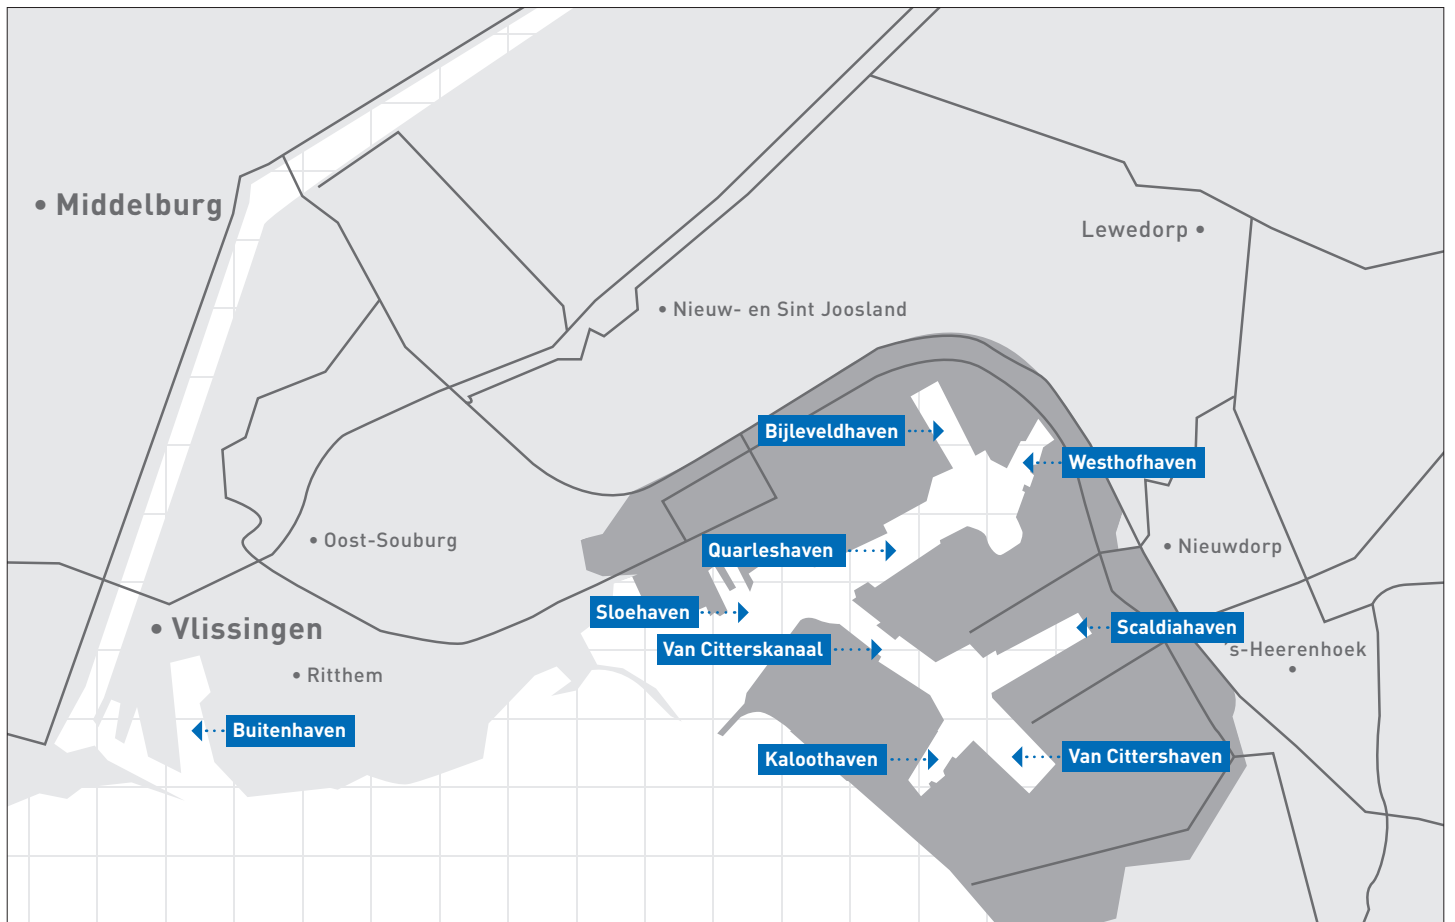 Middelburg
Lewedorp
Nieuw- en Sint Joosland
Bijleveldhaven
Westhofhaven
Oost-Souburg
Quarleshaven
Nieuwdorp
Sloehaven
Vlissingen
Scaldiahaven
Van Citterskanaal
s-Heerenhoek
Ritthem
Buitenhaven
Kaloothaven
Van Cittershaven